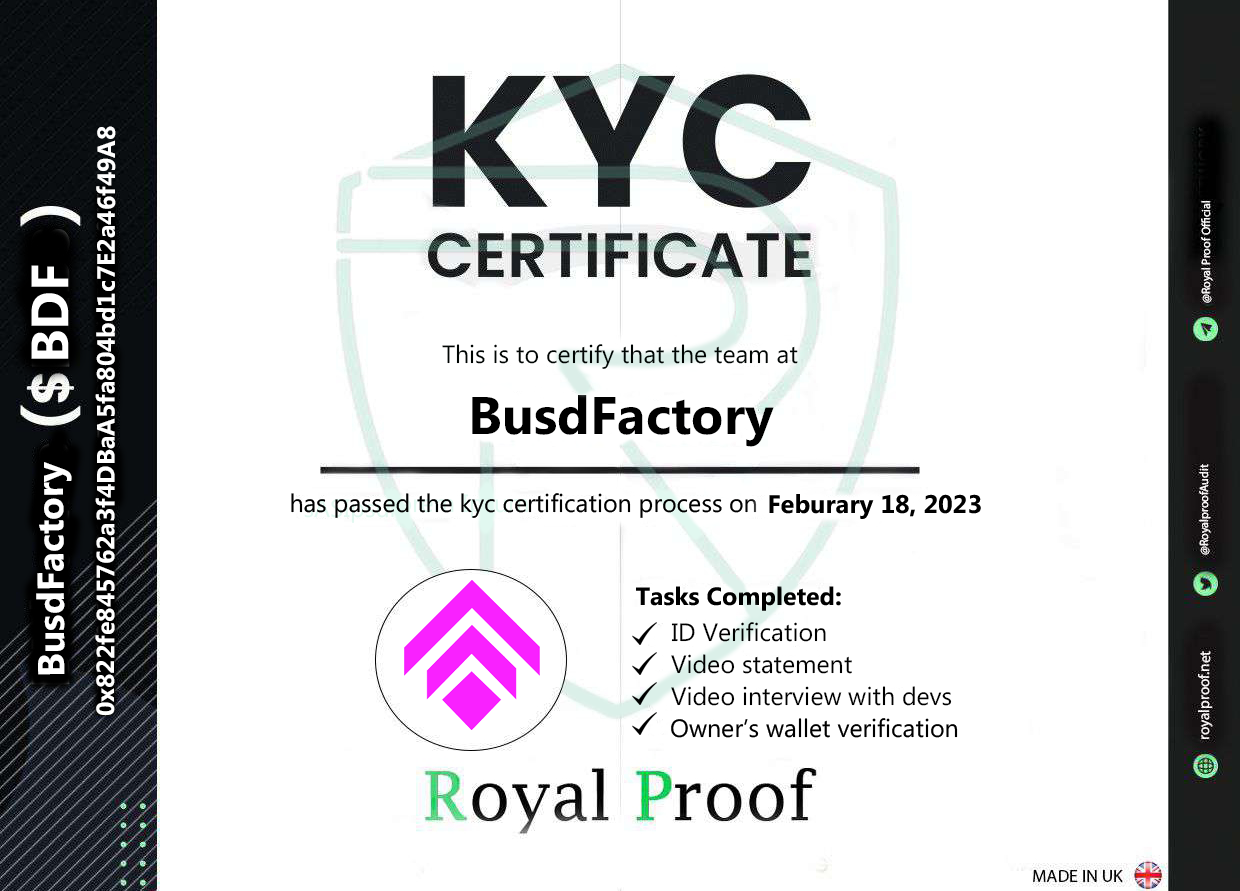 BusdFactory ($BDF )
0x822fe845762a3f4DBaA5fa804bd1c7E2a46f49A8
KYC
CERTIFICATE
This is to certify that the team at
BusdFactory
has passed the kyc certification process on Feburary 18, 2023
Tasks Completed:
✓ ID Verification
✓ Video statement
✓ Video interview with devs
✓ Owner’s wallet verification
Royal Proof
MADE IN UK
@Royal Proof Official
@RoyalproofAudit
royalproof.net